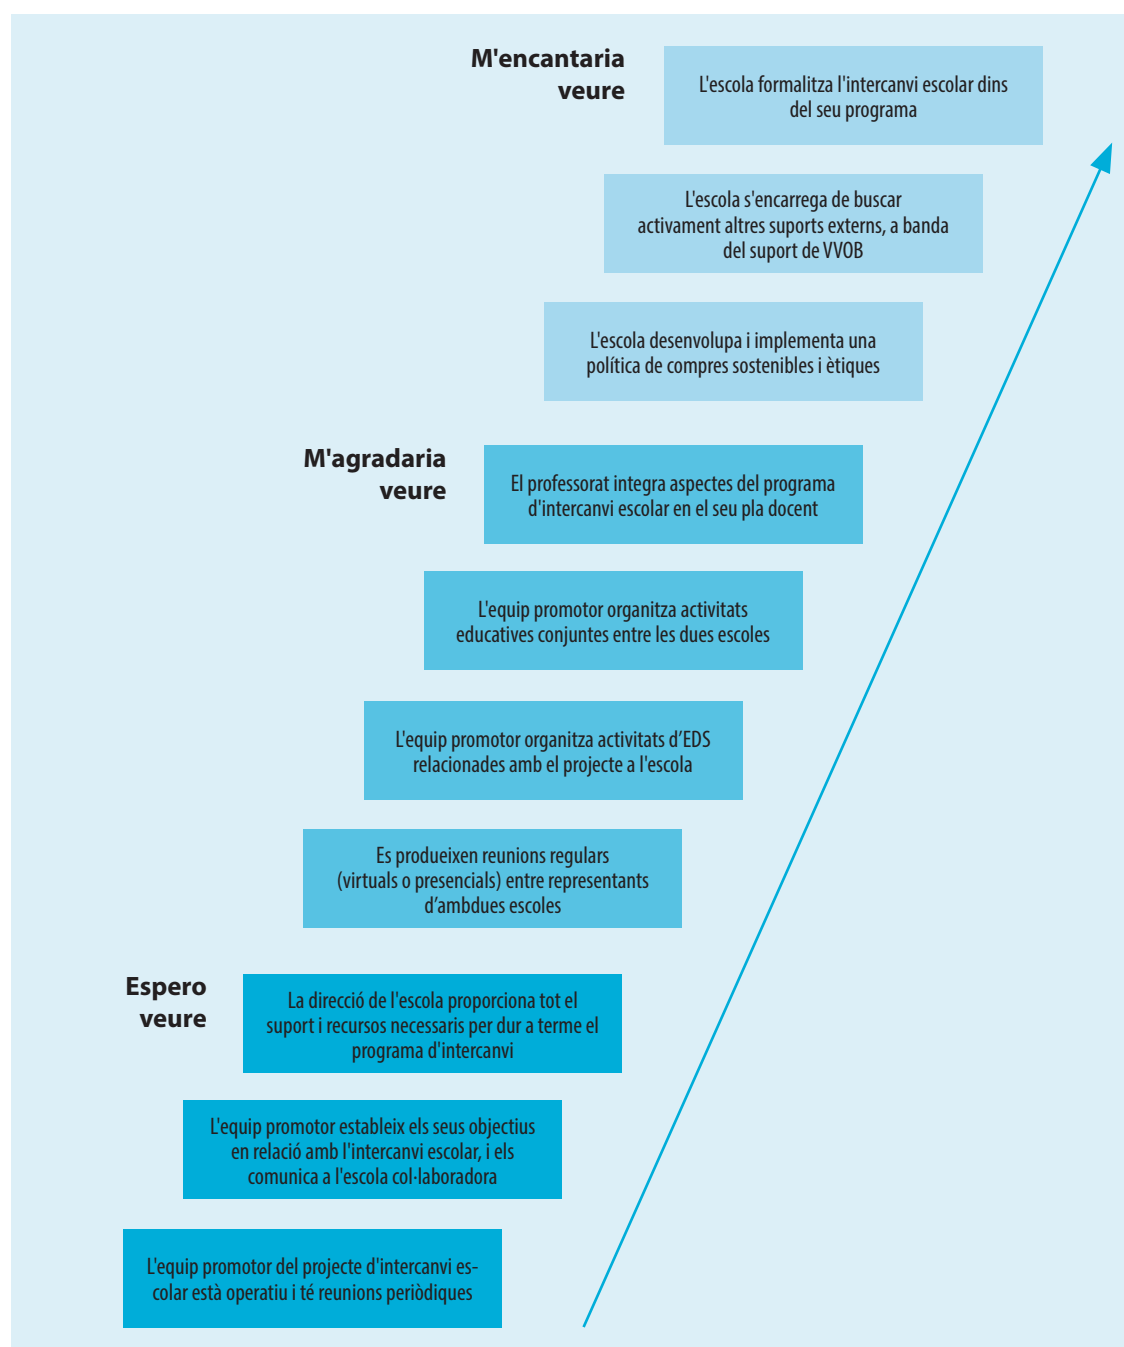 M'encantaria
veure
L'escola formalitza l'intercanvi escolar dins
del seu programa
L'escola s'encarrega de buscar
activament altres suports externs, a banda
del suport de VVOB
L'escola desenvolupa i implementa una
política de compres sostenibles i ètiques
M'agradaria
veure
El professorat integra aspectes del programa
d'intercanvi escolar en el seu pla docent
L'equip promotor organitza activitats
educatives conjuntes entre les dues escoles
L'equip promotor organitza activitats d’EDS
relacionades amb el projecte a l'escola
Es produeixen reunions regulars
(virtuals o presencials) entre representants
d’ambdues escoles
Espero
veure
La direcció de l'escola proporciona tot el
suport i recursos necessaris per dur a terme el
programa d'intercanvi
L'equip promotor estableix els seus objectius
en relació amb l'intercanvi escolar, i els
comunica a l'escola col·laboradora
L'equip promotor del projecte d'intercanvi es-
colar està operatiu i té reunions periòdiques